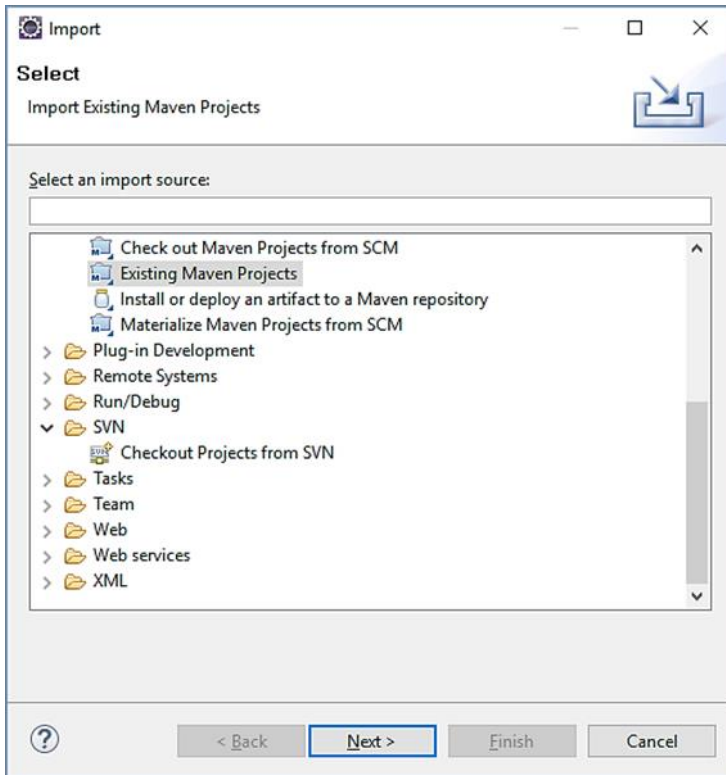 Import
Select
Import Existing Maven Projects
Select an import source:
Check out Maven Projects from SCM
Existing Maven Projects
Install or deploy an artifact to a Maven repository
Materialize Maven Projects from SCM
Plug-in Development
Remote Systems
Run/Debug
SVN
Checkout Projects from SVN
Tasks
Team
Web
Web services
XML
? < Back Next > Finish Cancel